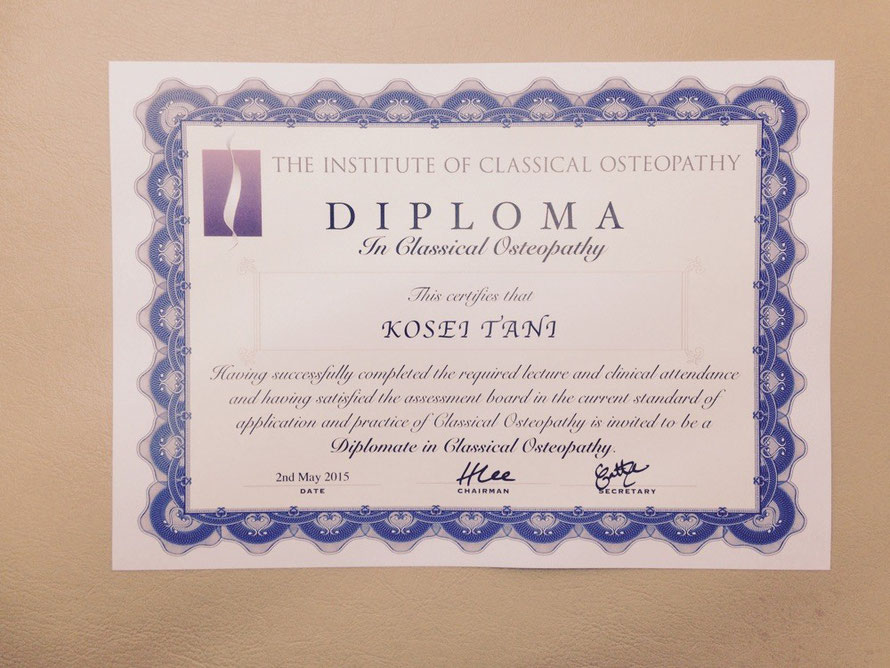 THE INSTITUTE OF CLASSICAL OSTEOPATHY
DIPLOMA
In Classical Osteopathy
This certifies that
KOSEI TANI
Having successfully completed the required lecture and clinical attendance
and having satisfied the assessment board in the current standard of
application and practice of Classical Osteopathy is invited to be a
Diplomate in Classical Osteopathy.
2nd May 2015
DATE
CHAIRMAN
SECRETARY